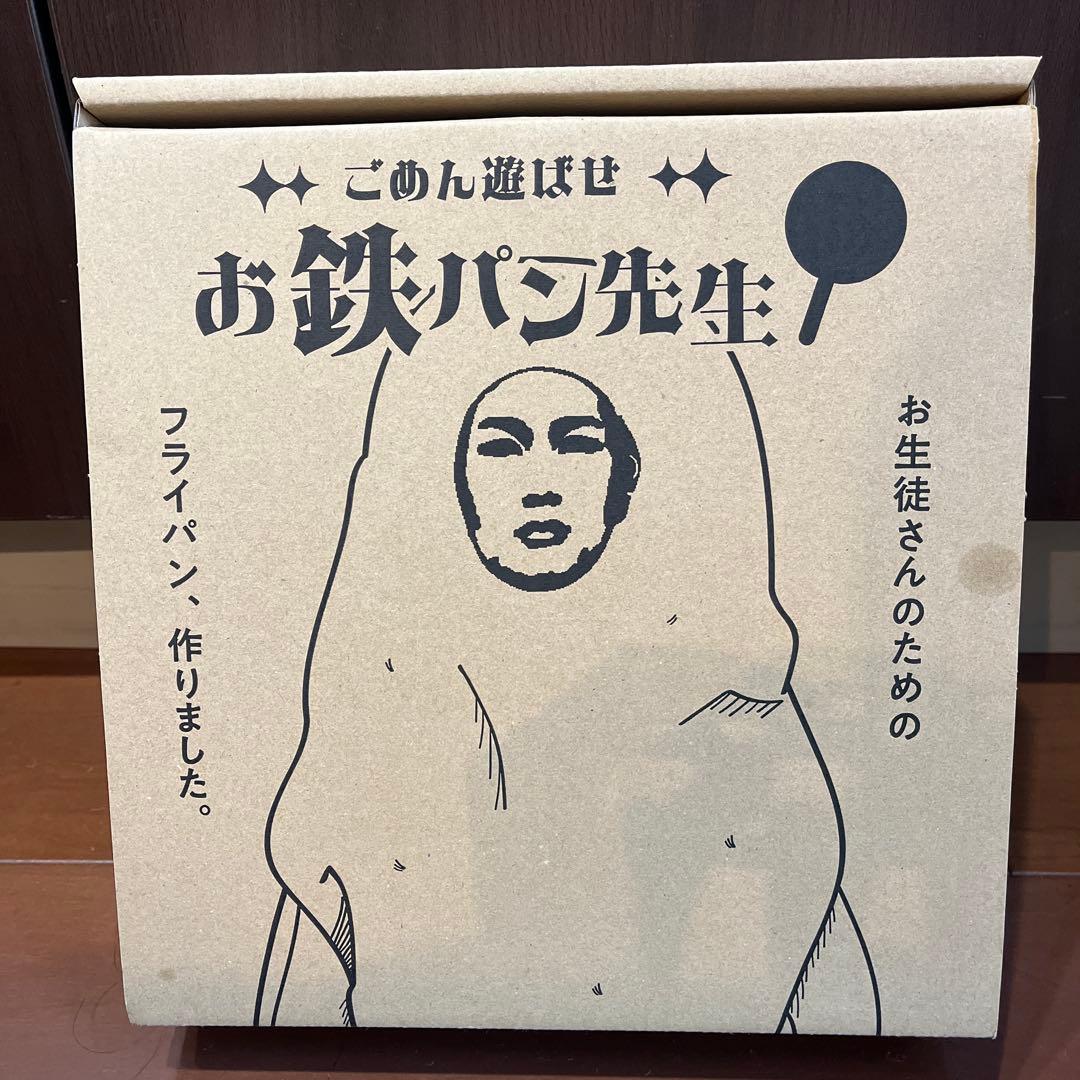 ごめん遊ばせ
お鉄パン先生
お生徒さんのための
フライパン、作りました。